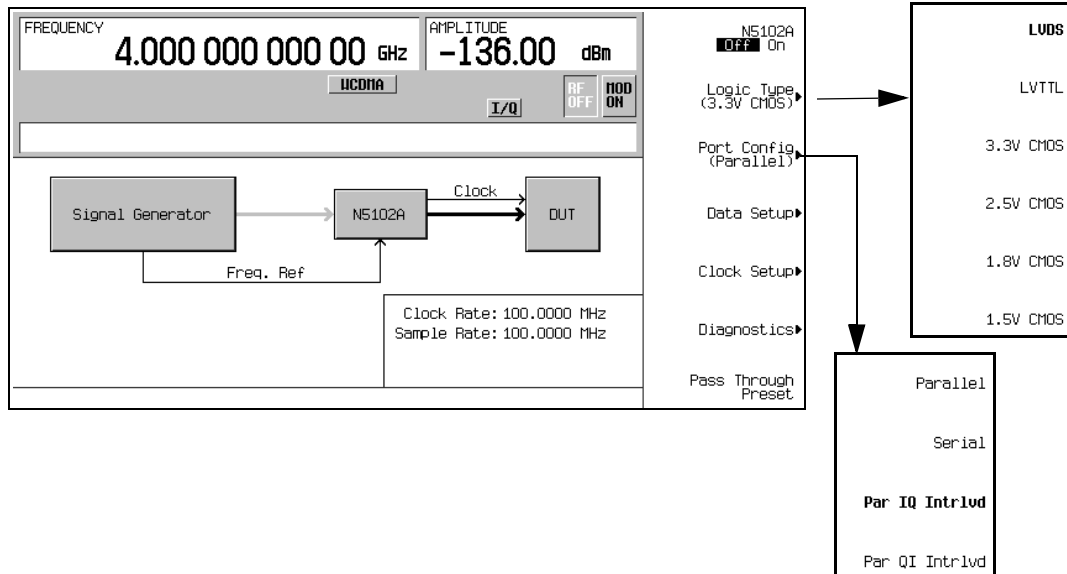 FREQUENCY
4.000 000 000 00 GHz
AMPLITUDE
-136.00 dBm
WCDMA
I/Q
RF
OFF
MOD
ON
Signal Generator
N5102A
Clock
DUT
Freq. Ref
Clock Rate: 100.0000 MHz
Sample Rate: 100.0000 MHz
N5102A
Off On
Logic Type
(3.3V CMOS)
Port Config
(Parallel)
Data Setup
Clock Setup
Diagnostics
Pass Through
Preset
LVDS
LVTTL
3.3V CMOS
2.5V CMOS
1.8V CMOS
1.5V CMOS
Parallel
Serial
Par IQ Intrlvd
Par QI Intrlvd